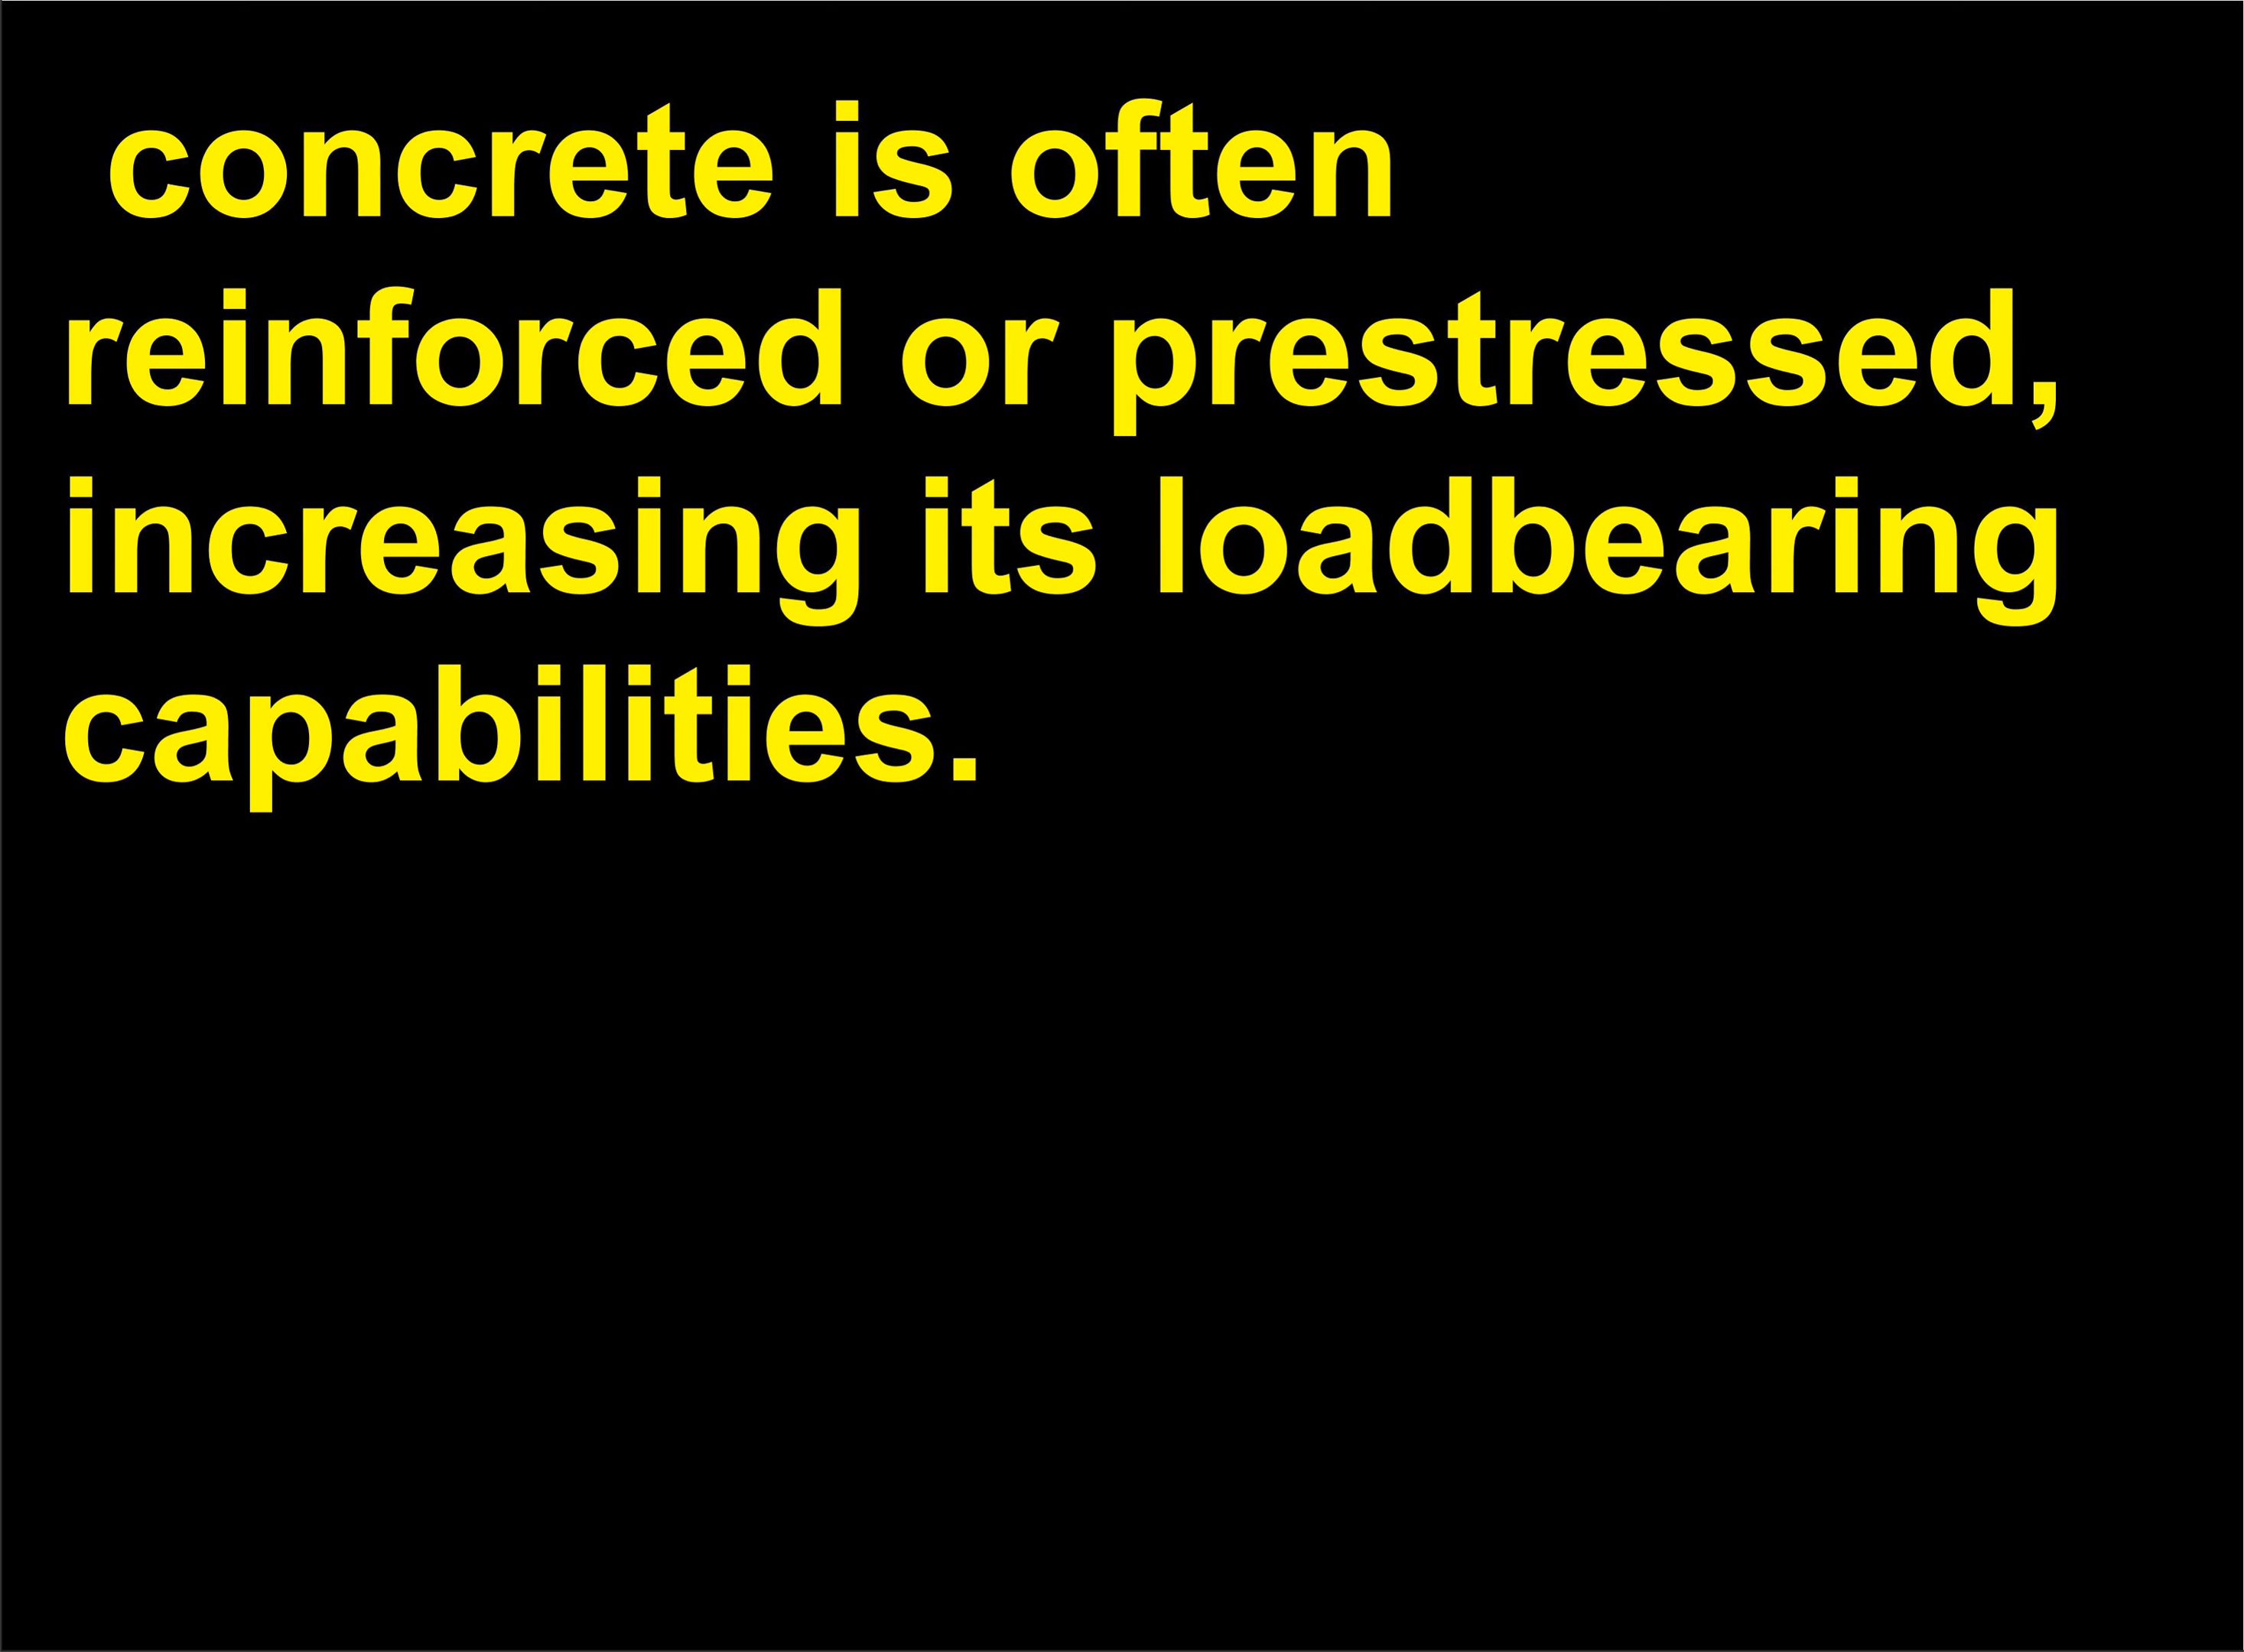 concrete is often
reinforced or prestressed,
increasing its loadbearing
capabilities.